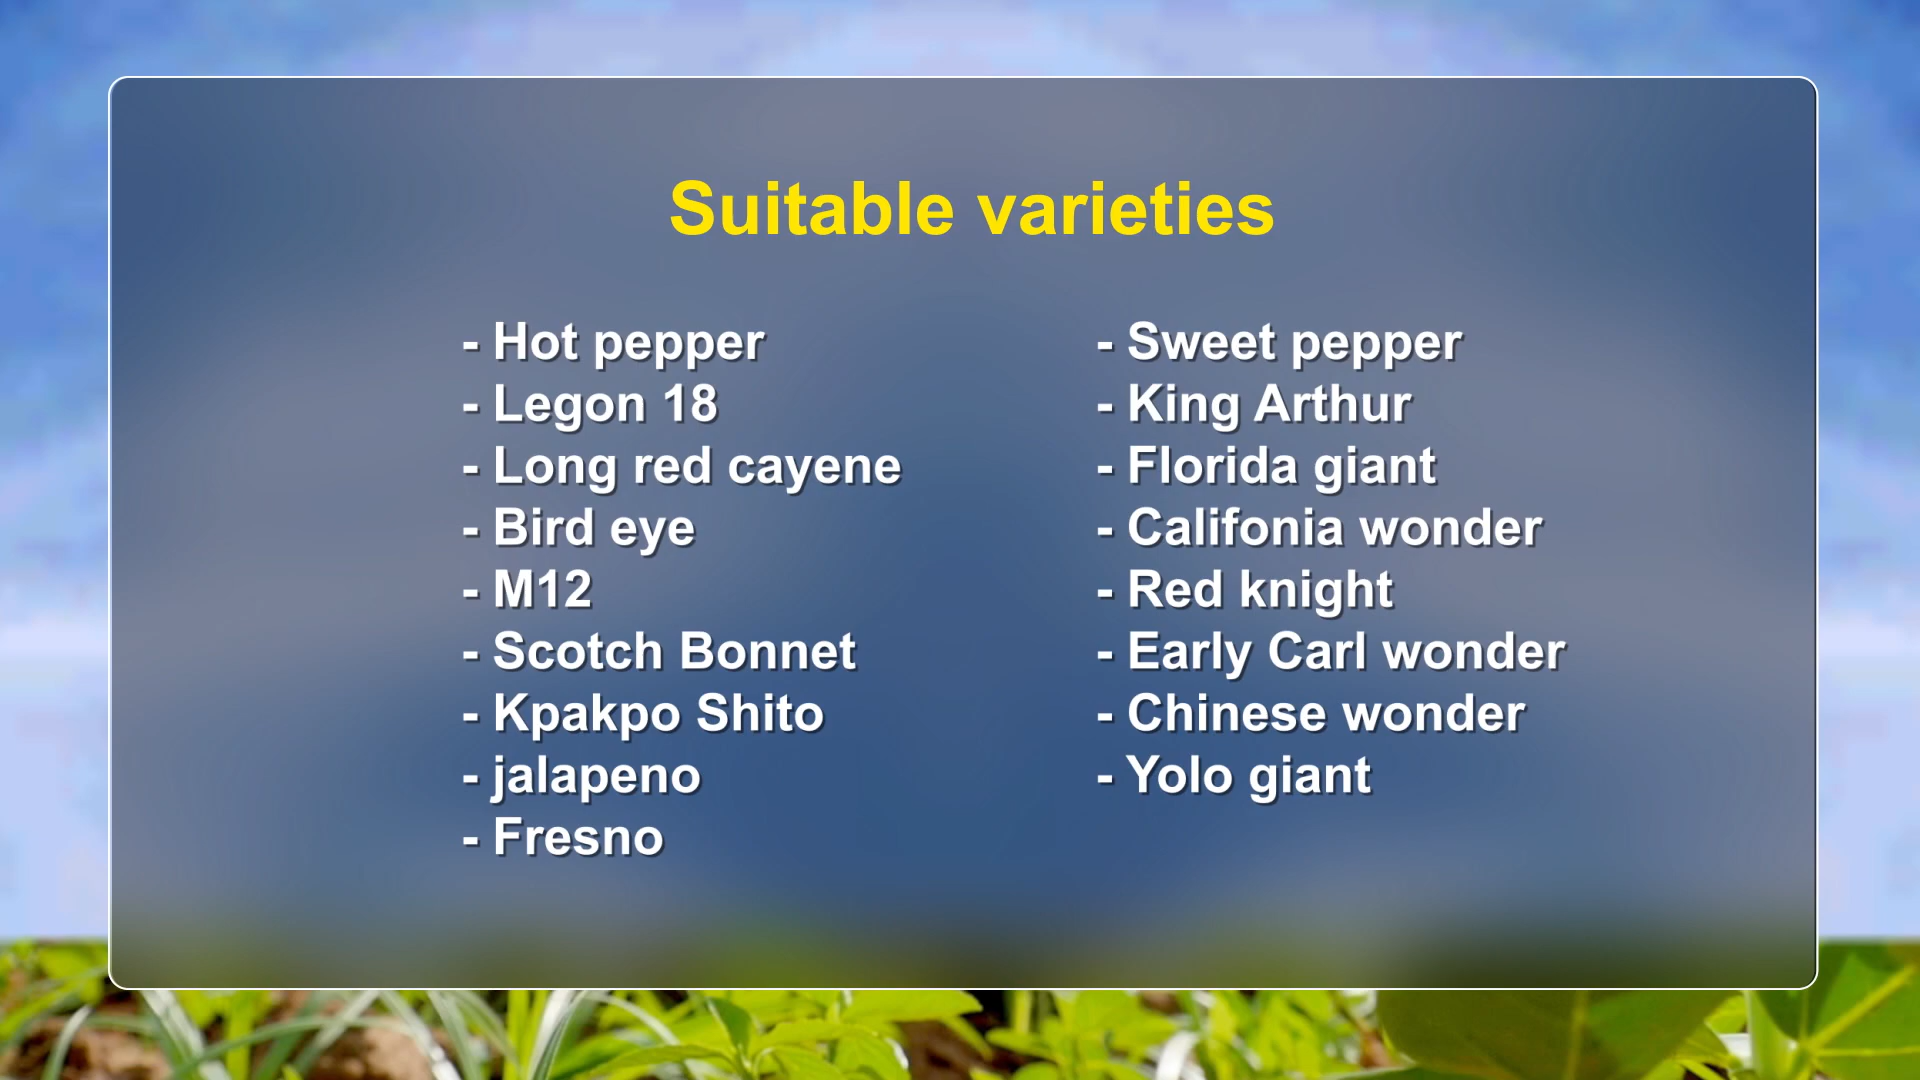 Suitable varieties
- Hot pepper
- Legon 18
- Long red cayene
- Bird eye
- M12
- Scotch Bonnet
- Kpakpo Shito
- jalapeno
- Fresno
- Sweet pepper
- King Arthur
- Florida giant
- Califonia wonder
- Red knight
- Early Carl wonder
- Chinese wonder
- Yolo giant